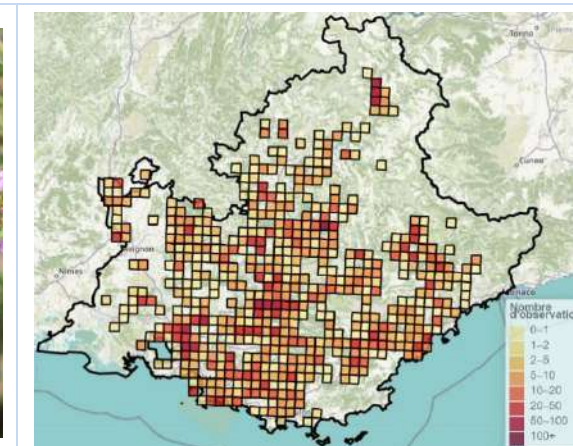 Torino
Cuneo
Avignon
Nîmes
Monaco
Nombre
d'observatio
0–1
1–2
2–5
5–10
10–20
20–50
50–100
100+